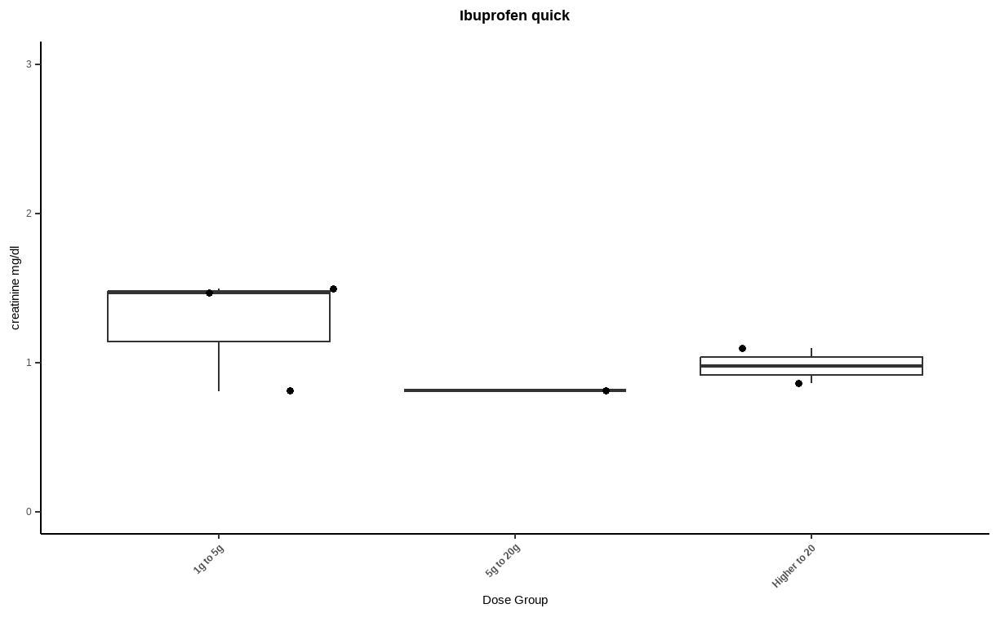 Ibuprofen quick
creatinine mg/dl
3
2
1
0
1g to 5g
5g to 20g
Higher to 20
Dose Group